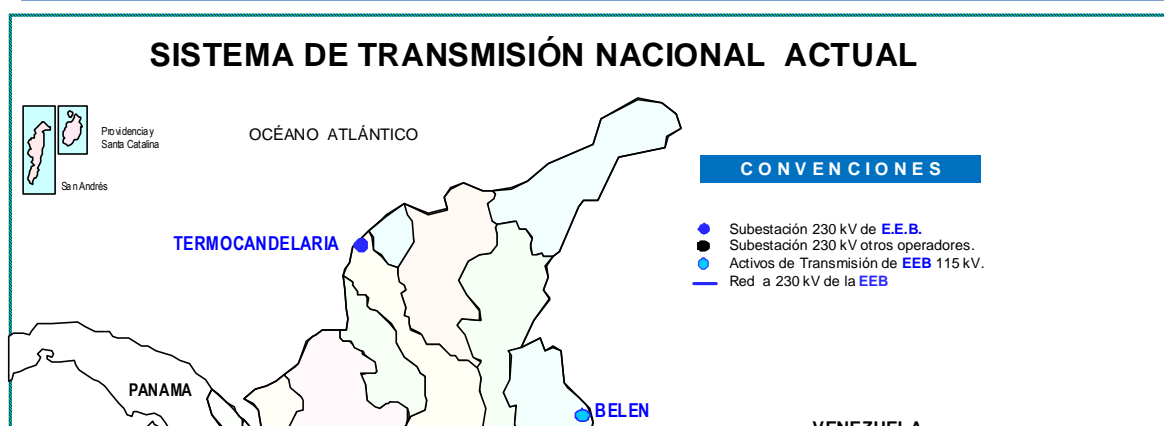 SISTEMA DE TRANSMISIÓN NACIONAL ACTUAL
Providencia y
Santa Catalina
San Andrés
OCÉANO ATLÁNTICO
CONVENCIONES
TERMOCANDELARIA
Subestación 230 kV de E.E.B.
Subestación 230 kV otros operadores.
Activos de Transmisión de EEB 115 kV.
Red a 230 kV de la EEB
PANAMA
BELEN
VENEZUELA